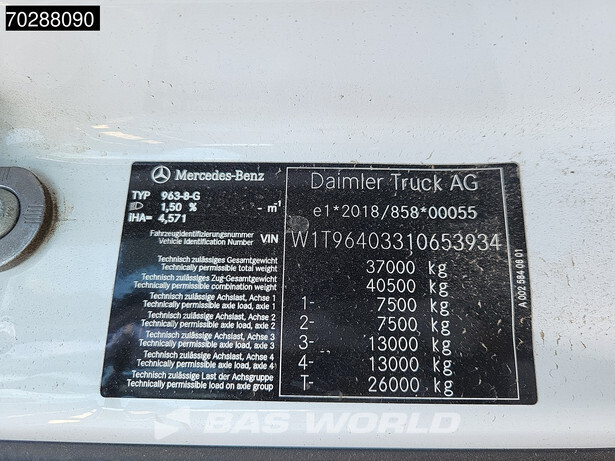 70288090
Mercedes-Benz
TYP 963-8-G
1,50 % - m⁻¹
iHA= 4,571
Daimler Truck AG
e1*2018/858*00055
Fahrzeugidentifizierungsnummer
Vehicle Identification Number VIN W1T96403310653934
Technisch zulässiges Gesamtgewicht
Technically permissible total weight 37000 kg
Technisch zulässiges Zug-Gesamtgewicht
Technically permissible combination weight 40500 kg
Technisch zulässige Achslast, Achse 1
Technically permissible axle load, axle 1 1- 7500 kg
Technisch zulässige Achslast, Achse 2
Technically permissible axle load, axle 2 2- 7500 kg
Technisch zulässige Achslast, Achse 3
Technically permissible axle load, axle 3 3- 13000 kg
Technisch zulässige Achslast, Achse 4
Technically permissible axle load, axle 4 4- 13000 kg
Technisch zulässige Last der Achsgruppe
Technically permissible load on axle group T- 26000 kg
A 002 584 08 01
BAS WORLD